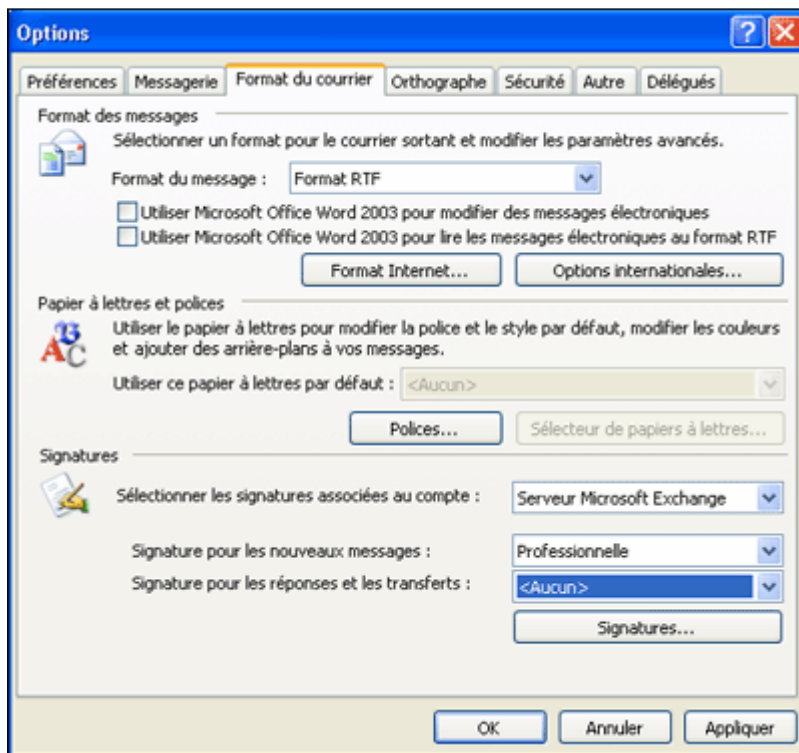 Options
Préférences Messagerie Format du courrier Orthographe Sécurité Autre Délégués
Format des messages
Sélectionner un format pour le courrier sortant et modifier les paramètres avancés.
Format du message : Format RTF
Utiliser Microsoft Office Word 2003 pour modifier des messages électroniques
Utiliser Microsoft Office Word 2003 pour lire les messages électroniques au format RTF
Format Internet... Options internationales...
Papier à lettres et polices
Utiliser le papier à lettres pour modifier la police et le style par défaut, modifier les couleurs
et ajouter des arrière-plans à vos messages.
Utiliser ce papier à lettres par défaut : <Aucun>
Polices... Sélecteur de papiers à lettres...
Signatures
Sélectionner les signatures associées au compte : Serveur Microsoft Exchange
Signature pour les nouveaux messages : Professionnelle
Signature pour les réponses et les transferts : <Aucun>
Signatures...
OK Annuler Appliquer